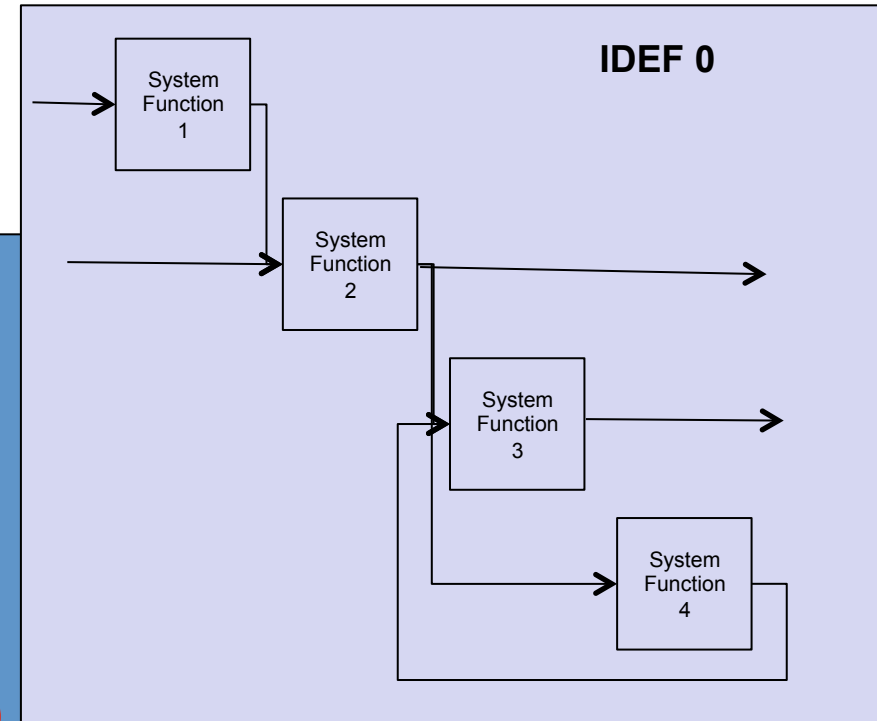 IDEF 0
System
Function
1
System
Function
2
System
Function
3
System
Function
4